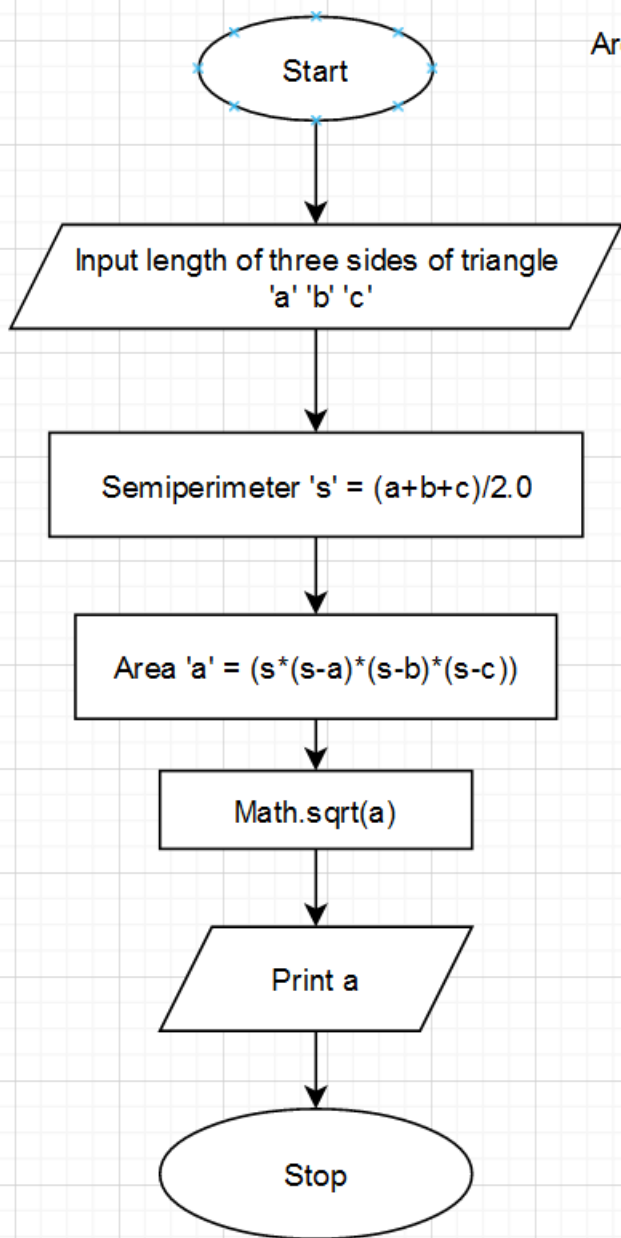 Start
Input length of three sides of triangle
'a' 'b' 'c'
Semiperimeter 's' = (a+b+c)/2.0
Area 'a' = (s*(s-a)*(s-b)*(s-c))
Math.sqrt(a)
Print a
Stop